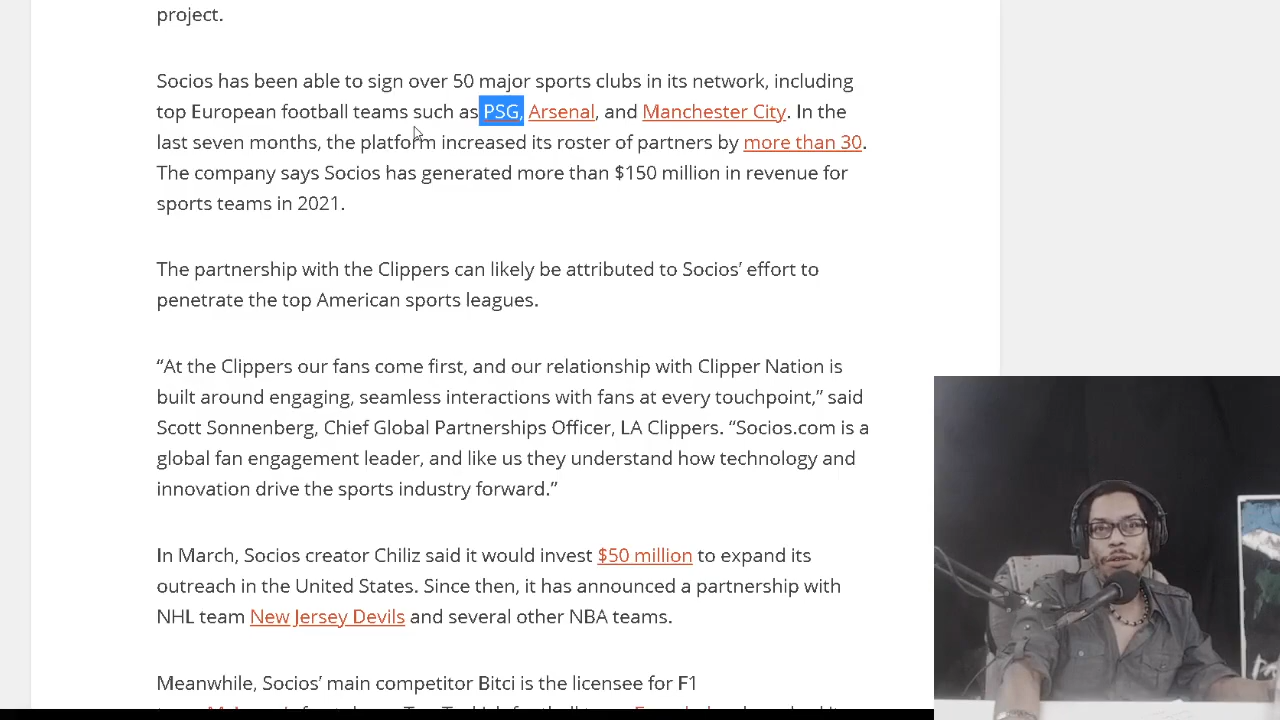 project.
Socios has been able to sign over 50 major sports clubs in its network, including
top European football teams such as PSG, Arsenal, and Manchester City. In the
last seven months, the platform increased its roster of partners by more than 30.
The company says Socios has generated more than $150 million in revenue for
sports teams in 2021.
The partnership with the Clippers can likely be attributed to Socios’ effort to
penetrate the top American sports leagues.
“At the Clippers our fans come first, and our relationship with Clipper Nation is
built around engaging, seamless interactions with fans at every touchpoint,” said
Scott Sonnenberg, Chief Global Partnerships Officer, LA Clippers. “Socios.com is a
global fan engagement leader, and like us they understand how technology and
innovation drive the sports industry forward.”
In March, Socios creator Chiliz said it would invest $50 million to expand its
outreach in the United States. Since then, it has announced a partnership with
NHL team New Jersey Devils and several other NBA teams.
Meanwhile, Socios’ main competitor Bitci is the licensee for F1